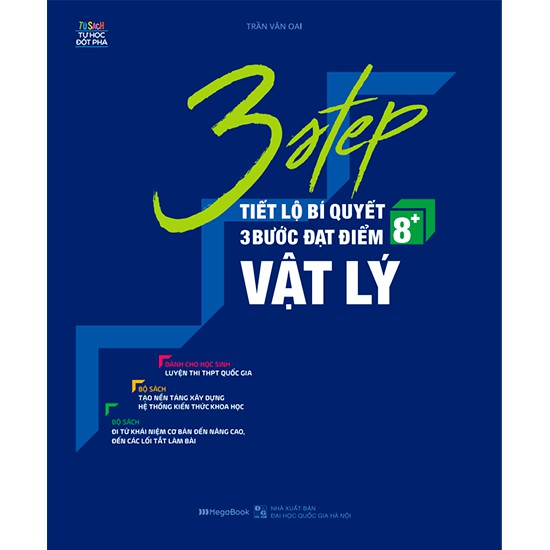 TỦ SÁCH
TỰ HỌC
ĐỘT PHÁ
TRẦN VĂN OAI
3 step
TIẾT LỘ BÍ QUYẾT
3 BƯỚC ĐẠT ĐIỂM 8+
VẬT LÝ
DÀNH CHO HỌC SINH
LUYỆN THI THPT QUỐC GIA
BỘ SÁCH
TẠO NỀN TẢNG XÂY DỰNG
HỆ THỐNG KIẾN THỨC KHOA HỌC
BỘ SÁCH
ĐI TỪ KHÁI NIỆM CƠ BẢN ĐẾN NÂNG CAO,
ĐẾN CÁC LỐI TẮT LÀM BÀI
MegaBook
NHÀ XUẤT BẢN
ĐẠI HỌC QUỐC GIA HÀ NỘI